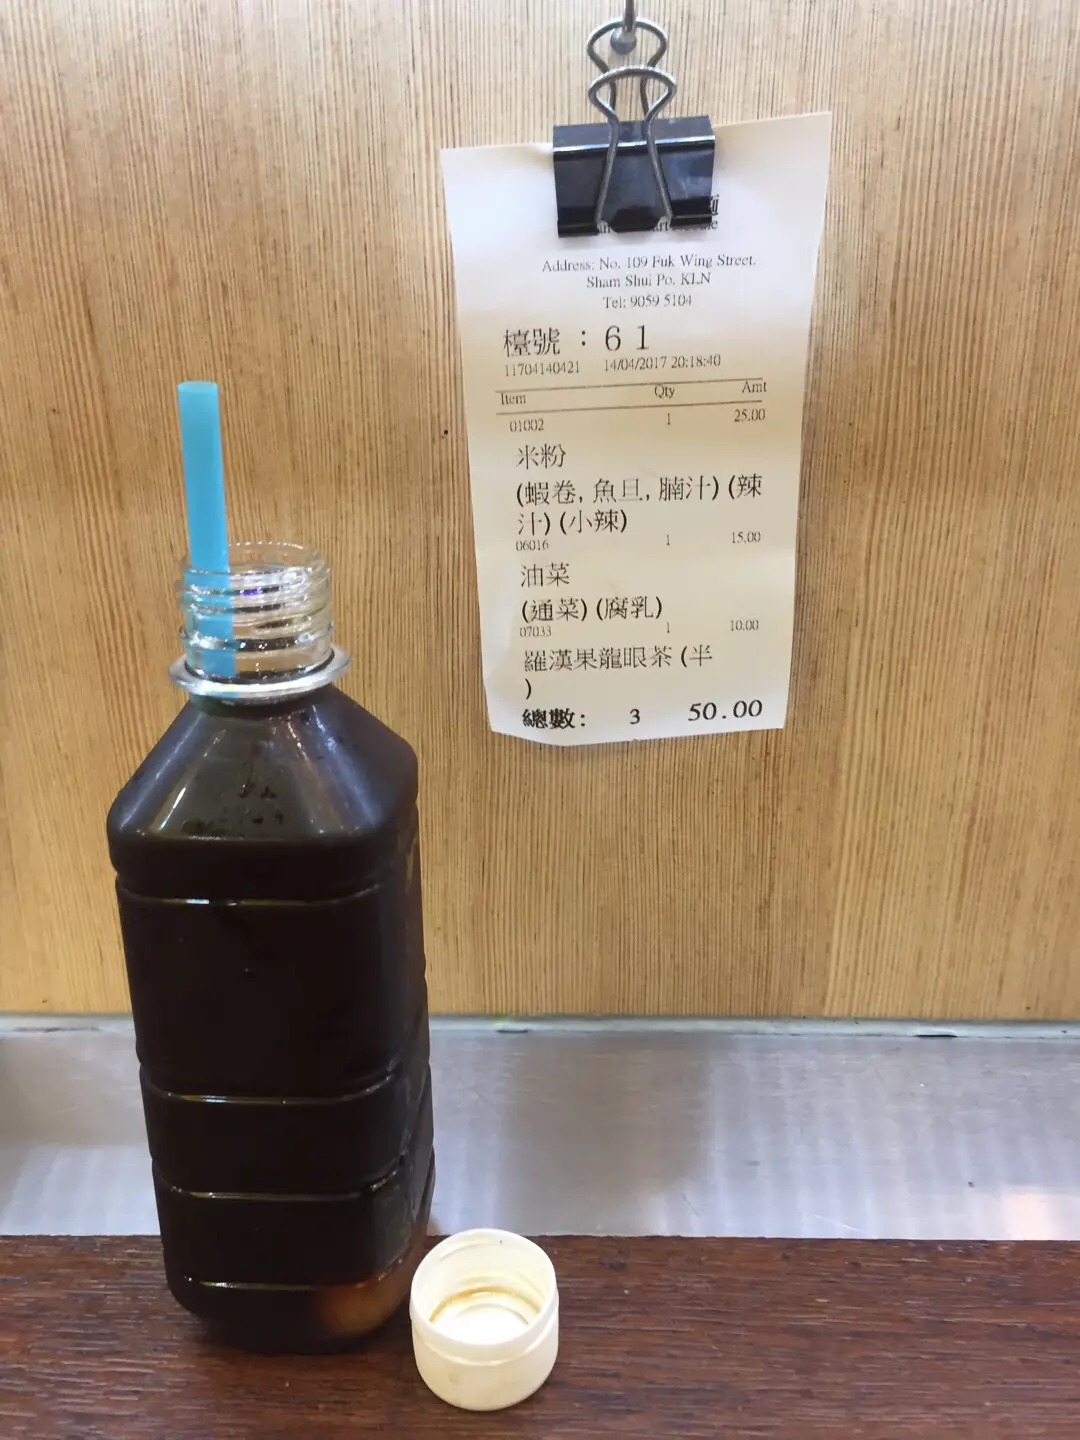 Address: No. 109 Fuk Wing Street.
Sham Shui Po. KLN
Tel: 9059 5104
檯號 : 61
11704140421 14/04/2017 20:18:40
Item Qty Amt
01002 1 25.00
米粉
(蝦卷, 魚旦, 腩汁) (辣
汁) (小辣)
06016 1 15.00
油菜
(通菜) (腐乳)
07033 1 10.00
羅漢果龍眼茶 (半
)
總數: 3 50.00